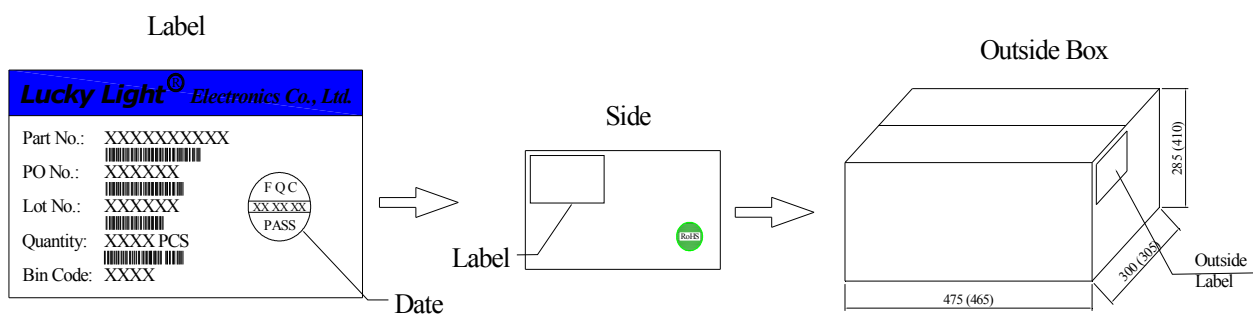 Label
Lucky Light® Electronics Co., Ltd.
Part No.: XXXXXXXXXX
PO No.: XXXXXX
Lot No.: XXXXXX
Quantity: XXXX PCS
Bin Code: XXXX
FQC
XX XX XX
PASS
Date
Side
RoHS
Label
Outside Box
285 (410)
300 (305)
475 (465)
Outside
Label